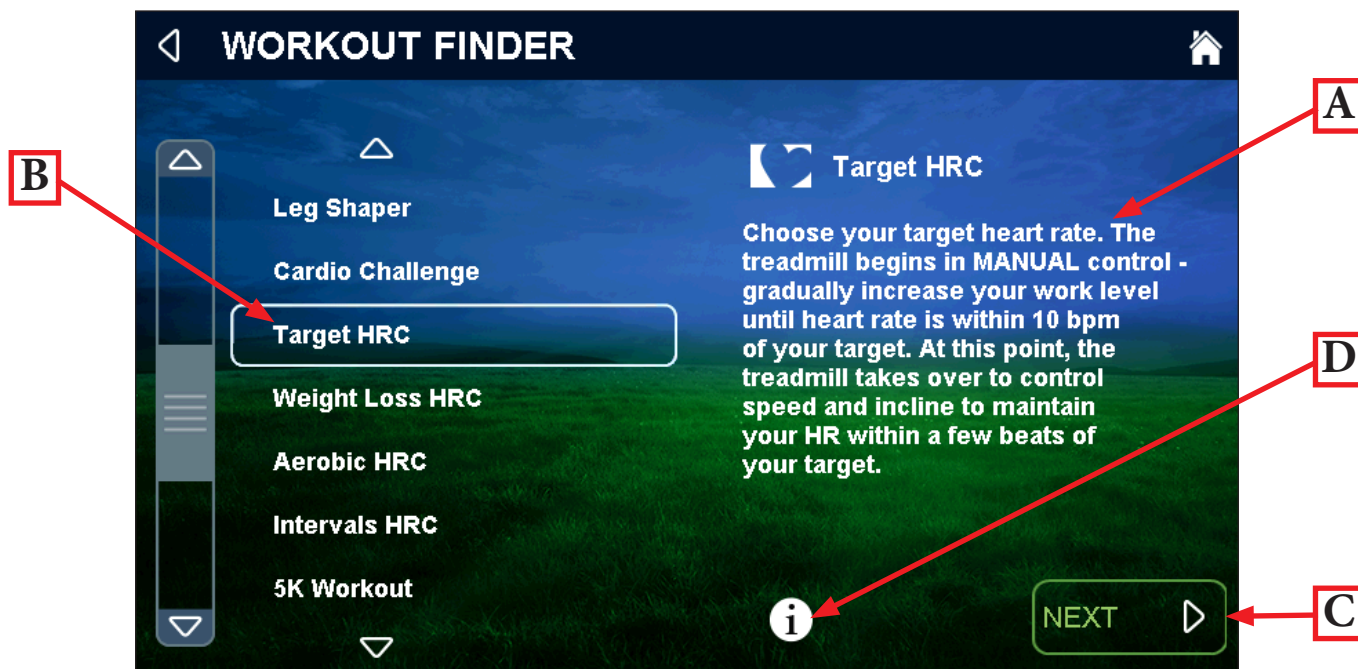 WORKOUT FINDER
A
B
Target HRC
Leg Shaper
Choose your target heart rate. The
treadmill begins in MANUAL control -
gradually increase your work level
until heart rate is within 10 bpm
of your target. At this point, the
treadmill takes over to control
speed and incline to maintain
your HR within a few beats of
your target.
Cardio Challenge
Target HRC
Weight Loss HRC
Aerobic HRC
Intervals HRC
5K Workout
D
i
NEXT
C